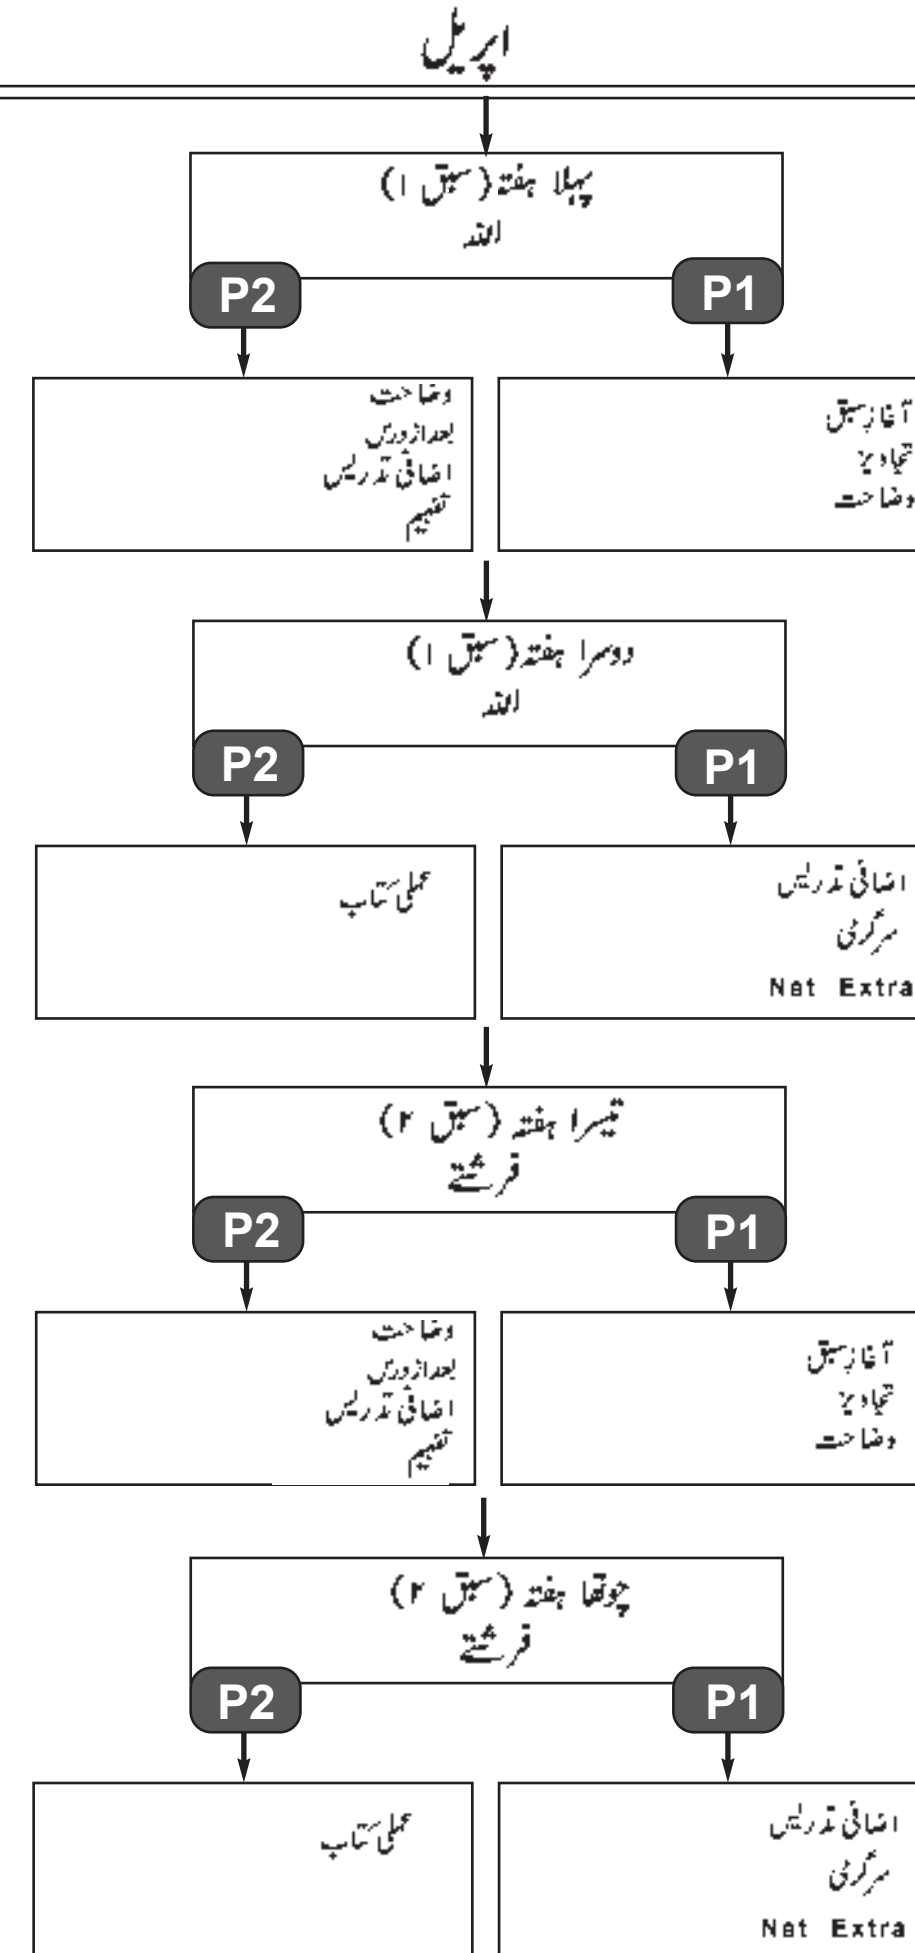 اپریل
پہلا ہفتہ (سبق ۱)
اللہ
P1
P2
آغازِ سبق
تجاویز
وضاحت
وضاحت
بعد از درس
اضافی تدریس
تفہیم
دوسرا ہفتہ (سبق ۱)
اللہ
P1
P2
اضافی تدریس
سرگرمی
Net Extra
عملی کتاب
تیسرا ہفتہ (سبق ۲)
فرشتے
P1
P2
آغازِ سبق
تجاویز
وضاحت
وضاحت
بعد از درس
اضافی تدریس
تفہیم
چوتھا ہفتہ (سبق ۲)
فرشتے
P1
P2
اضافی تدریس
سرگرمی
Net Extra
عملی کتاب